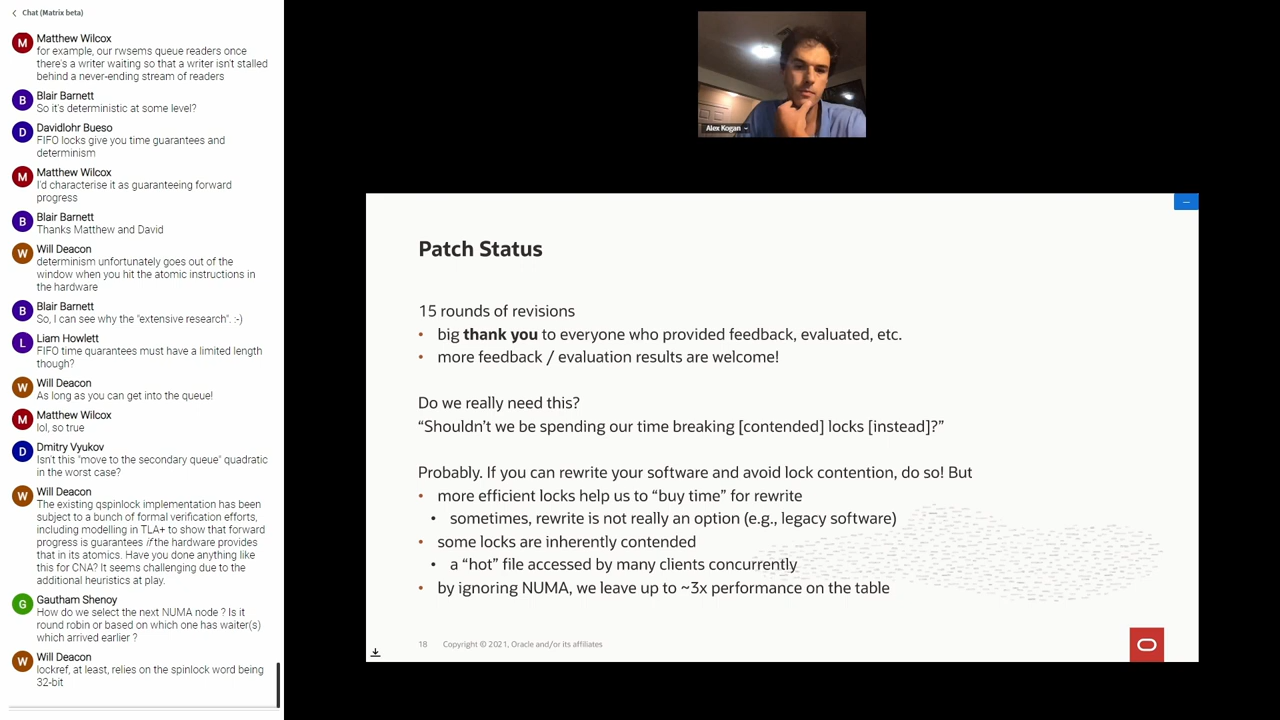 Chat (Matrix beta)
M
Matthew Wilcox
for example, our rwsems queue readers once
there's a writer waiting so that a writer isn't stalled
behind a never-ending stream of readers
B
Blair Barnett
So it's deterministic at some level?
D
Davidlohr Bueso
FIFO locks give you time guarantees and
determinism
M
Matthew Wilcox
I'd characterise it as guaranteeing forward
progress
B
Blair Barnett
Thanks Matthew and David
W
Will Deacon
determinism unfortunately goes out of the
window when you hit the atomic instructions in
the hardware
B
Blair Barnett
So, I can see why the "extensive research". :-)
L
Liam Howlett
FIFO time quarantees must have a limited length
though?
W
Will Deacon
As long as you can get into the queue!
M
Matthew Wilcox
lol, so true
D
Dmitry Vyukov
Isn't this "move to the secondary queue" quadratic
in the worst case?
W
Will Deacon
The existing qspinlock implementation has been
subject to a bunch of formal verification efforts,
including modelling in TLA+ to show that forward
progress is guarantees if the hardware provides
that in its atomics. Have you done anything like
this for CNA? It seems challenging due to the
additional heuristics at play.
G
Gautham Shenoy
How do we select the next NUMA node ? Is it
round robin or based on which one has waiter(s)
which arrived earlier ?
W
Will Deacon
lockref, at least, relies on the spinlock word being
32-bit
Alex Kogan
Patch Status
15 rounds of revisions
• big thank you to everyone who provided feedback, evaluated, etc.
• more feedback / evaluation results are welcome!
Do we really need this?
“Shouldn't we be spending our time breaking [contended] locks [instead]?”
Probably. If you can rewrite your software and avoid lock contention, do so! But
• more efficient locks help us to “buy time” for rewrite
• sometimes, rewrite is not really an option (e.g., legacy software)
• some locks are inherently contended
• a “hot” file accessed by many clients concurrently
• by ignoring NUMA, we leave up to ~3x performance on the table
18 Copyright © 2021, Oracle and/or its affiliates